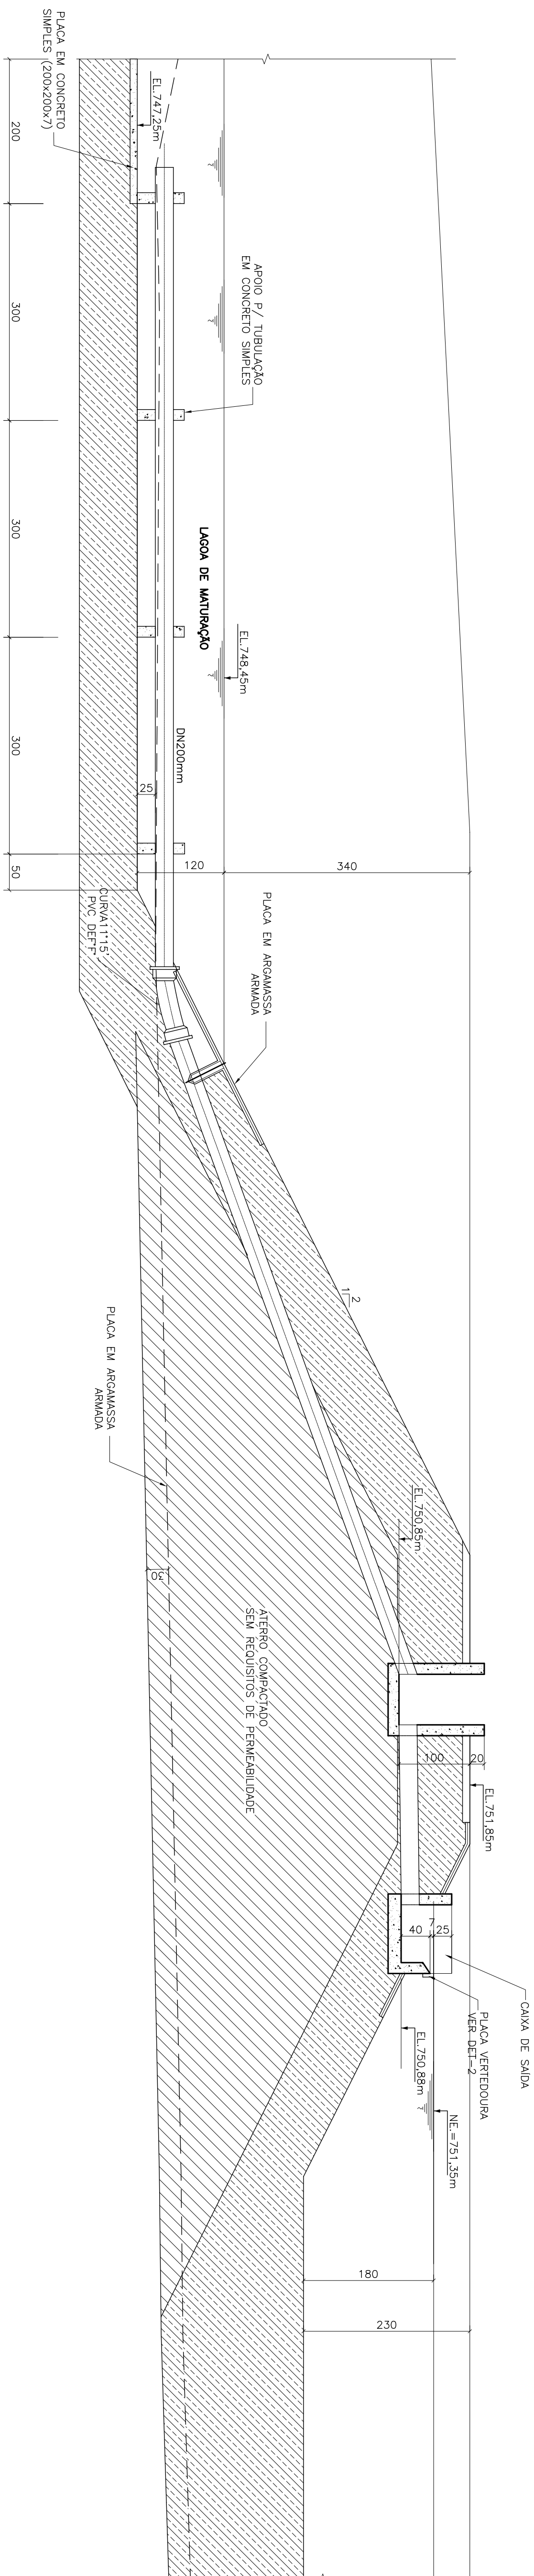 PLACA EM CONCRETO
SIMPLES (200x200x7)
EL.747,25m
200
300
300
300
50
APOIO P/ TUBULAÇÃO
EM CONCRETO SIMPLES
LAGOA DE MATURAÇÃO
EL.748,45m
DN200mm
25
120
340
CURVA11°15'
PVC DEF°F°
PLACA EM ARGAMASSA
ARMADA
1
2
PLACA EM ARGAMASSA
ARMADA
30
ATERRO COMPACTADO
SEM REQUISITOS DE PERMEABILIDADE
EL.750,85m
100
20
EL.751,85m
40
7
25
CAIXA DE SAÍDA
PLACA VERTEDOURA
VER DET-2
EL.750,88m
NE.=751,35m
180
230